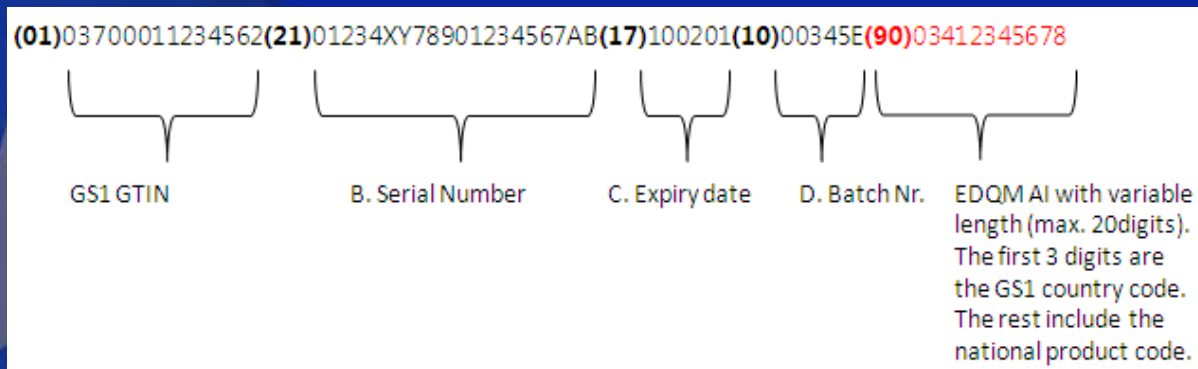 (01)03700011234562(21)01234XY78901234567AB(17)100201(10)00345E(90)03412345678
GS1 GTIN
B. Serial Number
C. Expiry date
D. Batch Nr.
EDQM AI with variable
length (max. 20digits).
The first 3 digits are
the GS1 country code.
The rest include the
national product code.